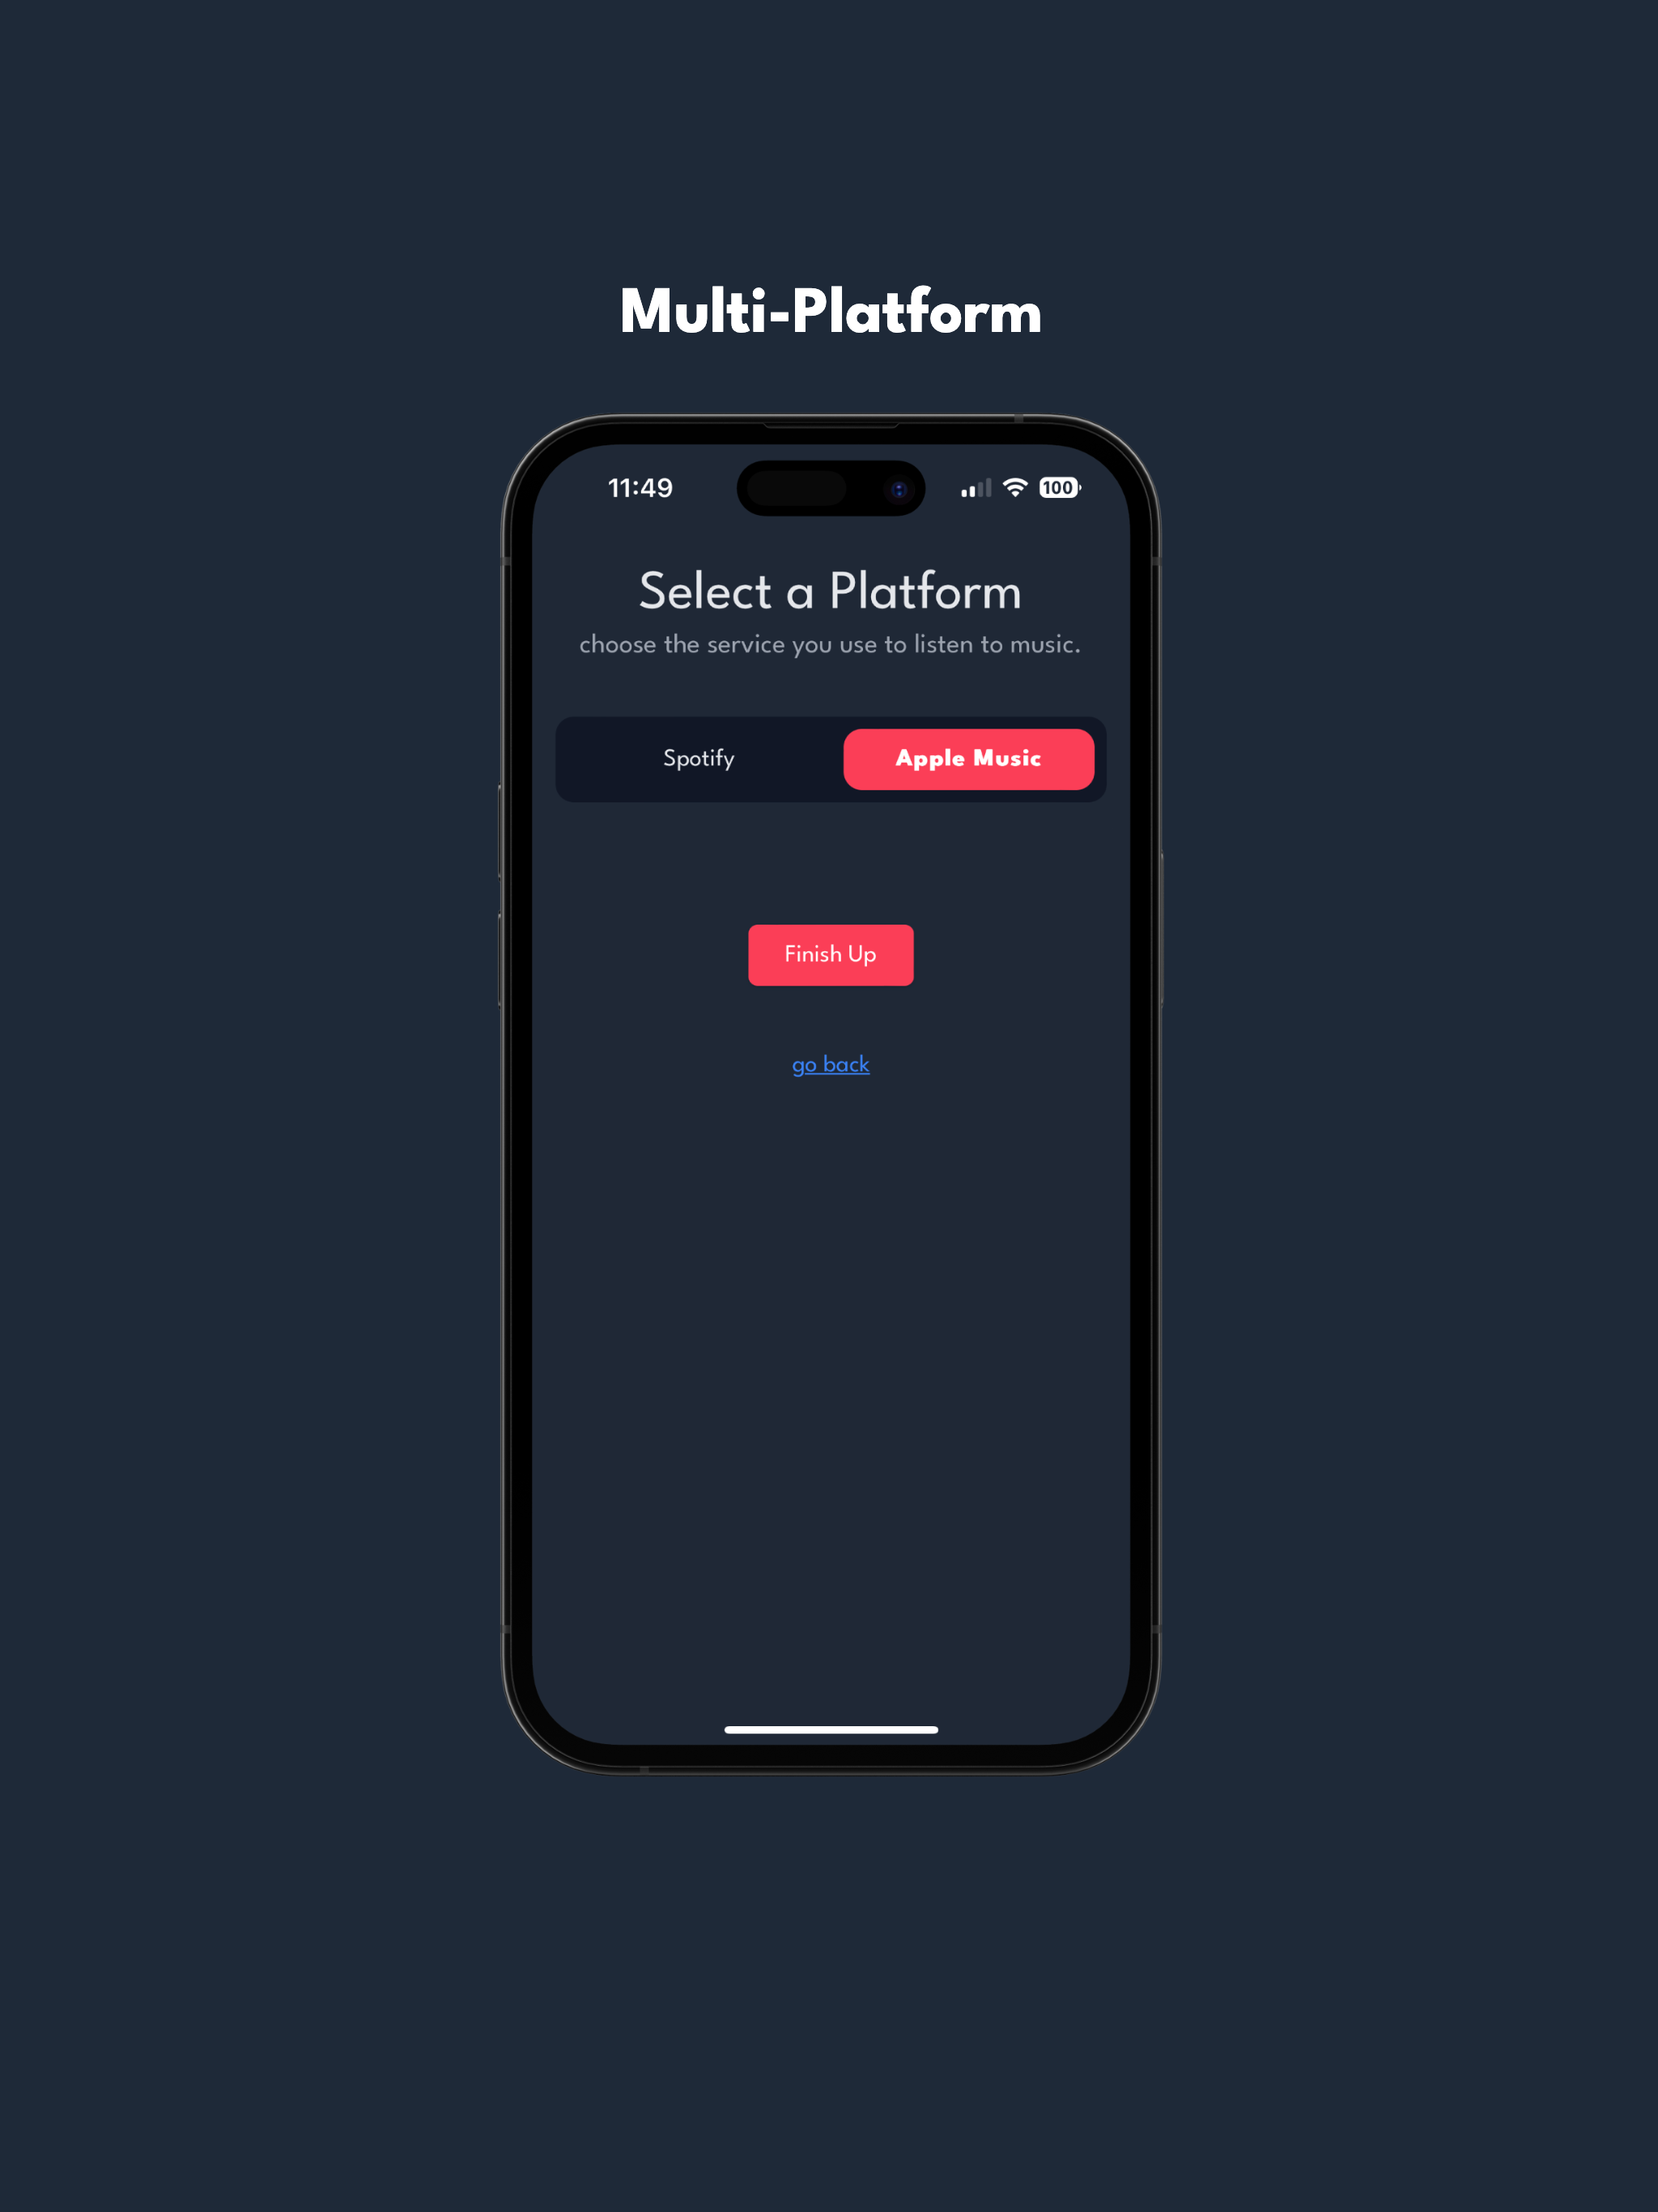 Multi-Platform
11:49
100
Select a Platform
choose the service you use to listen to music.
Spotify
Apple Music
Finish Up
go back